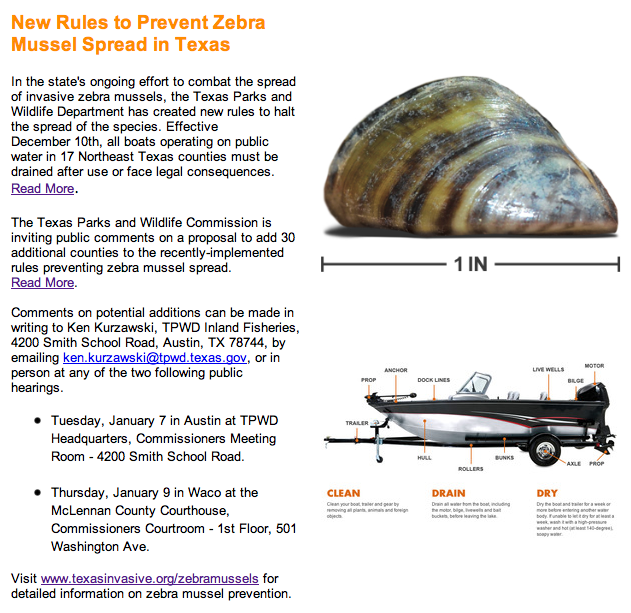 New Rules to Prevent Zebra
Mussel Spread in Texas
In the state's ongoing effort to combat the spread
of invasive zebra mussels, the Texas Parks and
Wildlife Department has created new rules to halt
the spread of the species. Effective
December 10th, all boats operating on public
water in 17 Northeast Texas counties must be
drained after use or face legal consequences.
Read More.
The Texas Parks and Wildlife Commission is
inviting public comments on a proposal to add 30
additional counties to the recently-implemented
rules preventing zebra mussel spread.
Read More.
Comments on potential additions can be made in
writing to Ken Kurzawski, TPWD Inland Fisheries,
4200 Smith School Road, Austin, TX 78744, by
emailing ken.kurzawski@tpwd.texas.gov, or in
person at any of the two following public
hearings.
• Tuesday, January 7 in Austin at TPWD
Headquarters, Commissioners Meeting
Room - 4200 Smith School Road.
• Thursday, January 9 in Waco at the
McLennan County Courthouse,
Commissioners Courtroom - 1st Floor, 501
Washington Ave.
Visit www.texasinvasive.org/zebramussels for
detailed information on zebra mussel prevention.
1 IN
PROP
ANCHOR
DOCK LINES
LIVE WELLS
MOTOR
BILGE
TRAILER
HULL
ROLLERS
BUNKS
AXLE
PROP
CLEAN
Clean your boat, trailer and gear by
removing all plants, animals and foreign
objects.
DRAIN
Drain all water from the boat, including
the motor, bilge, livewells and bait
buckets, before leaving the lake.
DRY
Dry the boat and trailer for a week or
more before entering another water
body. If unable to let it dry for at least a
week, wash it with a high-pressure
washer and hot (at least 140-degree),
soapy water.